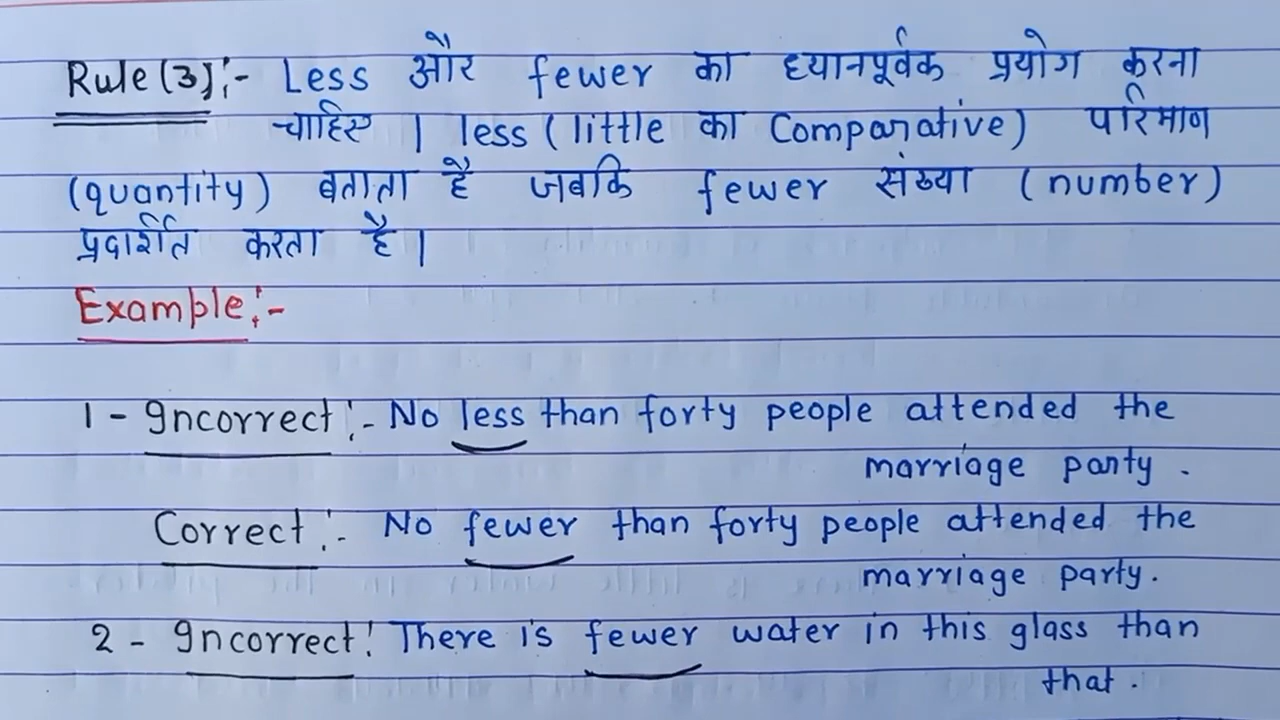 Rule (3):- Less और fewer का ध्यानपूर्वक प्रयोग करना
चाहिए । less (little का Comparative) परिमाण
(quantity) बताता है जबकि fewer संख्या (number)
प्रदर्शित करता है ।
Example:-
1 - Incorrect:- No less than forty people attended the
marriage party.
Correct:- No fewer than forty people attended the
marriage party.
2 - Incorrect: There is fewer water in this glass than
that.